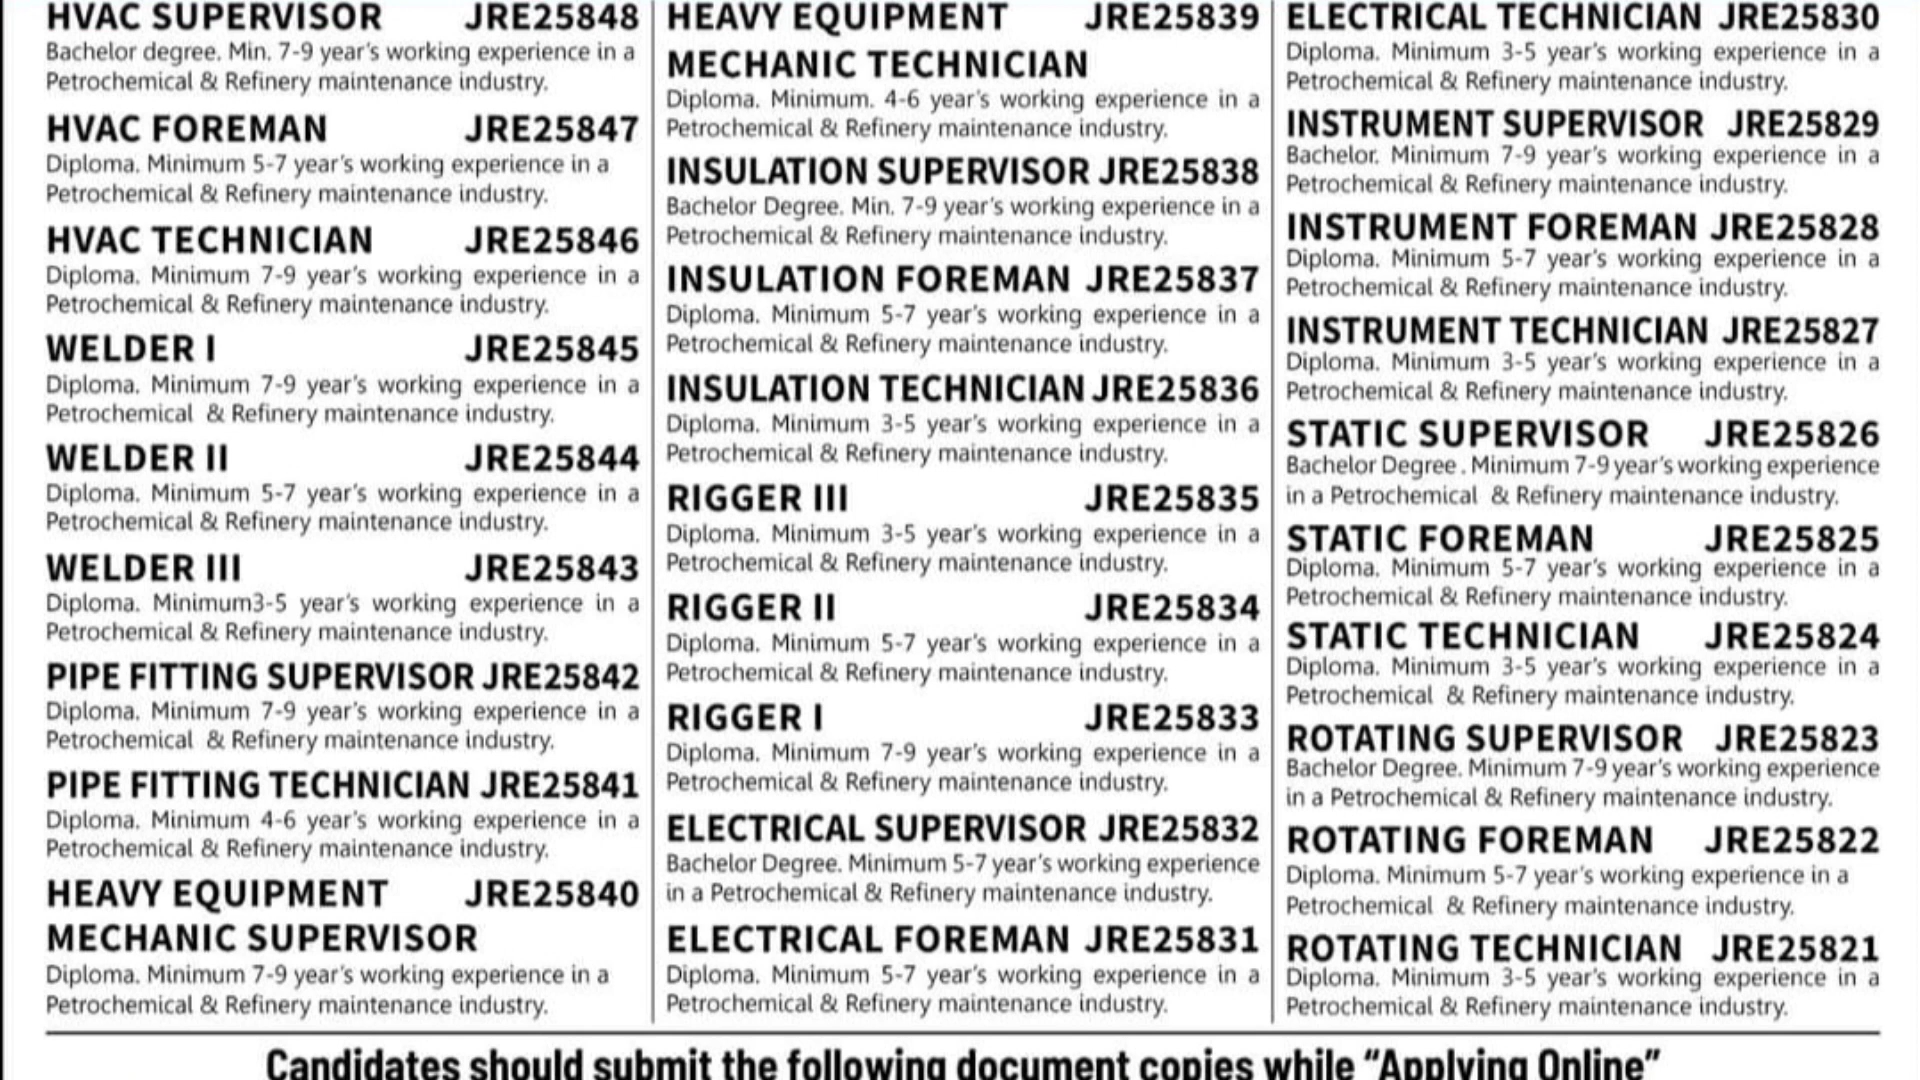 HVAC SUPERVISOR JRE25848
Bachelor degree. Min. 7-9 year's working experience in a
Petrochemical & Refinery maintenance industry.
HVAC FOREMAN JRE25847
Diploma. Minimum 5-7 year's working experience in a
Petrochemical & Refinery maintenance industry.
HVAC TECHNICIAN JRE25846
Diploma. Minimum 7-9 year's working experience in a
Petrochemical & Refinery maintenance industry.
WELDER I JRE25845
Diploma. Minimum 7-9 year's working experience in a
Petrochemical & Refinery maintenance industry.
WELDER II JRE25844
Diploma. Minimum 5-7 year's working experience in a
Petrochemical & Refinery maintenance industry.
WELDER III JRE25843
Diploma. Minimum3-5 year's working experience in a
Petrochemical & Refinery maintenance industry.
PIPE FITTING SUPERVISOR JRE25842
Diploma. Minimum 7-9 year's working experience in a
Petrochemical & Refinery maintenance industry.
PIPE FITTING TECHNICIAN JRE25841
Diploma. Minimum 4-6 year's working experience in a
Petrochemical & Refinery maintenance industry.
HEAVY EQUIPMENT JRE25840
MECHANIC SUPERVISOR
Diploma. Minimum 7-9 year's working experience in a
Petrochemical & Refinery maintenance industry.
HEAVY EQUIPMENT JRE25839
MECHANIC TECHNICIAN
Diploma. Minimum. 4-6 year's working experience in a
Petrochemical & Refinery maintenance industry.
INSULATION SUPERVISOR JRE25838
Bachelor Degree. Min. 7-9 year's working experience in a
Petrochemical & Refinery maintenance industry.
INSULATION FOREMAN JRE25837
Diploma. Minimum 5-7 year's working experience in a
Petrochemical & Refinery maintenance industry.
INSULATION TECHNICIAN JRE25836
Diploma. Minimum 3-5 year's working experience in a
Petrochemical & Refinery maintenance industry.
RIGGER III JRE25835
Diploma. Minimum 3-5 year's working experience in a
Petrochemical & Refinery maintenance industry.
RIGGER II JRE25834
Diploma. Minimum 5-7 year's working experience in a
Petrochemical & Refinery maintenance industry.
RIGGER I JRE25833
Diploma. Minimum 7-9 year's working experience in a
Petrochemical & Refinery maintenance industry.
ELECTRICAL SUPERVISOR JRE25832
Bachelor Degree. Minimum 5-7 year's working experience
in a Petrochemical & Refinery maintenance industry.
ELECTRICAL FOREMAN JRE25831
Diploma. Minimum 5-7 year's working experience in a
Petrochemical & Refinery maintenance industry.
ELECTRICAL TECHNICIAN JRE25830
Diploma. Minimum 3-5 year's working experience in a
Petrochemical & Refinery maintenance industry.
INSTRUMENT SUPERVISOR JRE25829
Bachelor. Minimum 7-9 year's working experience in a
Petrochemical & Refinery maintenance industry.
INSTRUMENT FOREMAN JRE25828
Diploma. Minimum 5-7 year's working experience in a
Petrochemical & Refinery maintenance industry.
INSTRUMENT TECHNICIAN JRE25827
Diploma. Minimum 3-5 year's working experience in a
Petrochemical & Refinery maintenance industry.
STATIC SUPERVISOR JRE25826
Bachelor Degree . Minimum 7-9 year's working experience
in a Petrochemical & Refinery maintenance industry.
STATIC FOREMAN JRE25825
Diploma. Minimum 5-7 year's working experience in a
Petrochemical & Refinery maintenance industry.
STATIC TECHNICIAN JRE25824
Diploma. Minimum 3-5 year's working experience in a
Petrochemical & Refinery maintenance industry.
ROTATING SUPERVISOR JRE25823
Bachelor Degree. Minimum 7-9 year's working experience
in a Petrochemical & Refinery maintenance industry.
ROTATING FOREMAN JRE25822
Diploma. Minimum 5-7 year's working experience in a
Petrochemical & Refinery maintenance industry.
ROTATING TECHNICIAN JRE25821
Diploma. Minimum 3-5 year's working experience in a
Petrochemical & Refinery maintenance industry.
Candidates should submit the following document copies while “Applying Online”